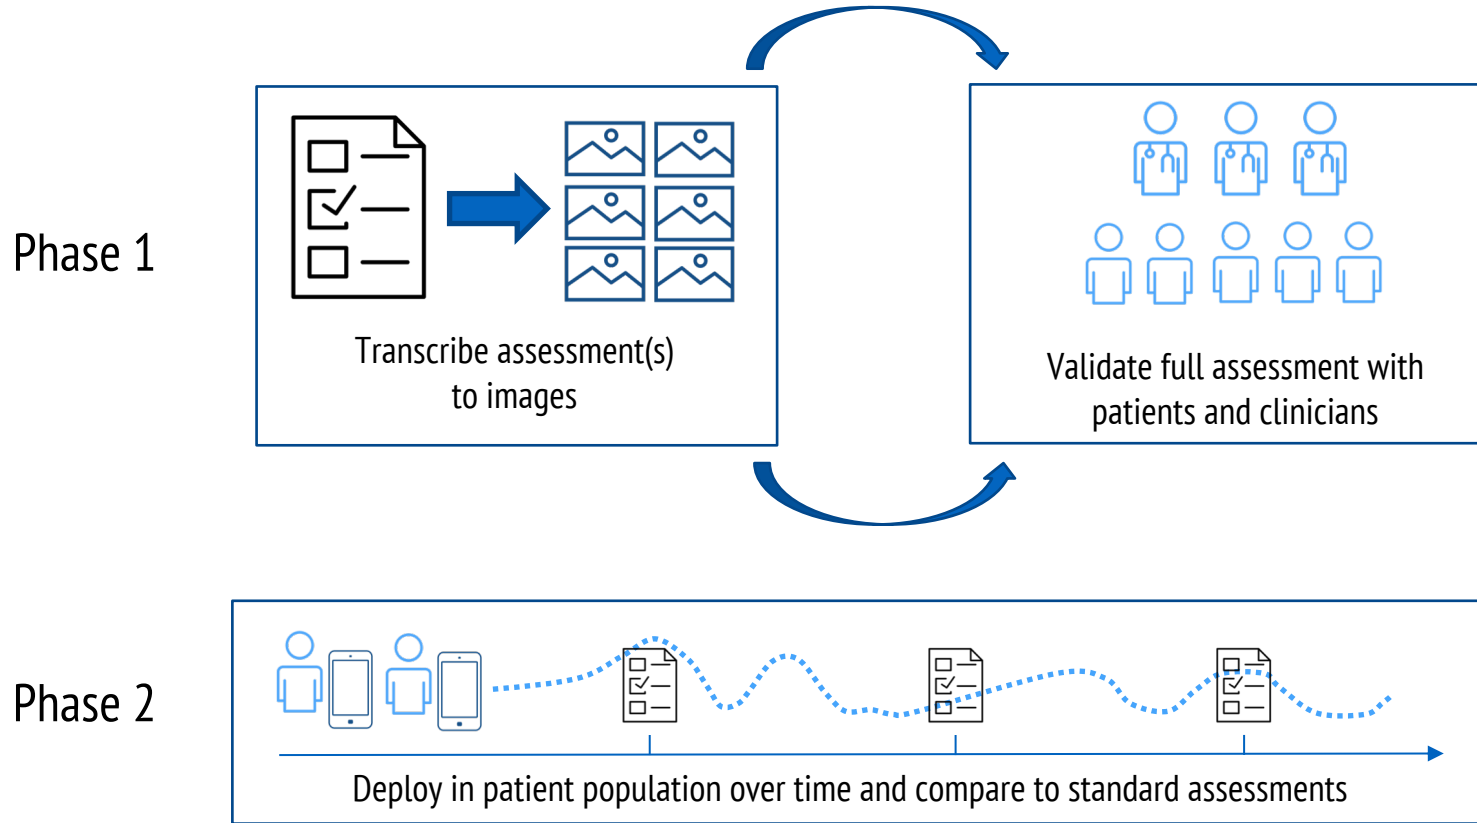 Phase 1
Transcribe assessment(s)
to images
Validate full assessment with
patients and clinicians
Phase 2
Deploy in patient population over time and compare to standard assessments